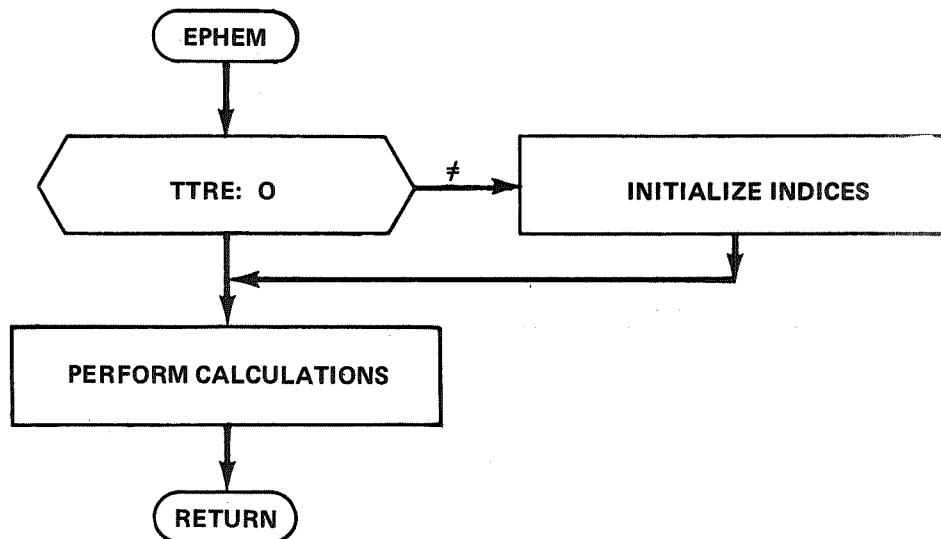 EPHEM
TTRE: O
≠
INITIALIZE INDICES
PERFORM CALCULATIONS
RETURN